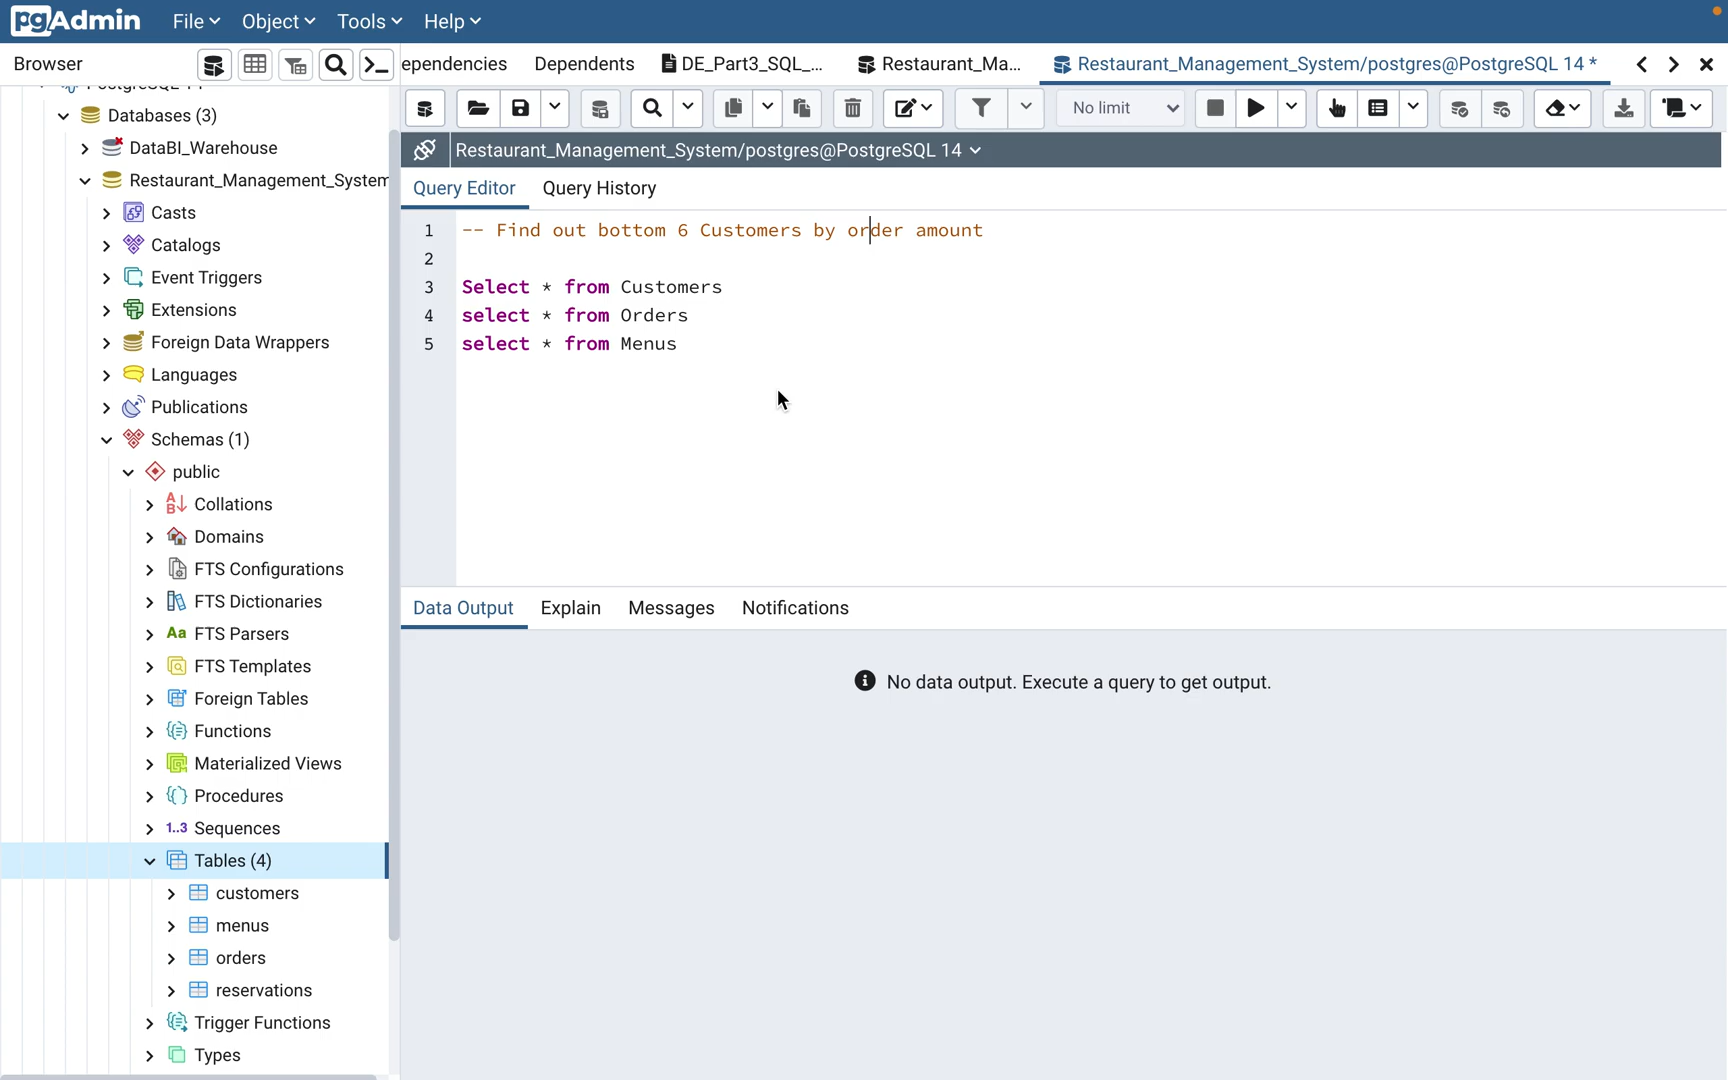 pgAdmin File Object Tools Help
Browser
ependencies Dependents DE_Part3_SQL_... Restaurant_Ma... Restaurant_Management_System/postgres@PostgreSQL 14 *
No limit
Restaurant_Management_System/postgres@PostgreSQL 14
Query Editor Query History
PostgreSQL 14
Databases (3)
DataBI_Warehouse
Restaurant_Management_System
Casts
Catalogs
Event Triggers
Extensions
Foreign Data Wrappers
Languages
Publications
Schemas (1)
public
Collations
Domains
FTS Configurations
FTS Dictionaries
Aa FTS Parsers
FTS Templates
Foreign Tables
Functions
Materialized Views
Procedures
1..3 Sequences
Tables (4)
customers
menus
orders
reservations
Trigger Functions
Types
1 -- Find out bottom 6 Customers by order amount
2
3 Select * from Customers
4 select * from Orders
5 select * from Menus
Data Output Explain Messages Notifications
No data output. Execute a query to get output.